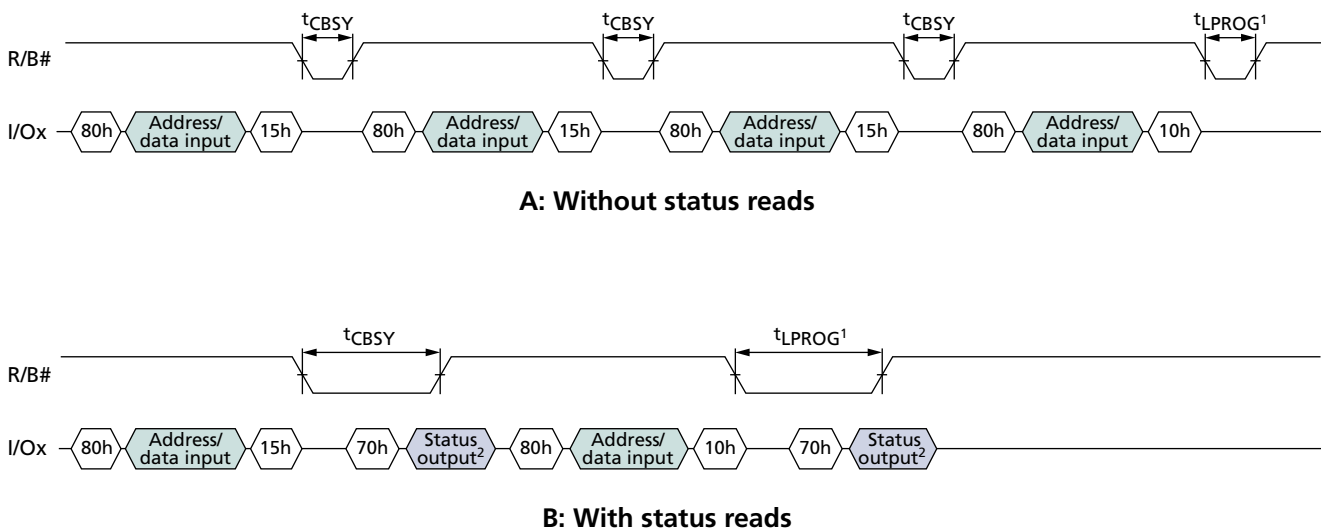 tCBSY tCBSY tCBSY tLPROG1
R/B#
I/Ox 80h Address/ data input 15h 80h Address/ data input 15h 80h Address/ data input 15h 80h Address/ data input 10h
A: Without status reads
tCBSY tLPROG1
R/B#
I/Ox 80h Address/ data input 15h 70h Status output2 80h Address/ data input 10h 70h Status output2
B: With status reads